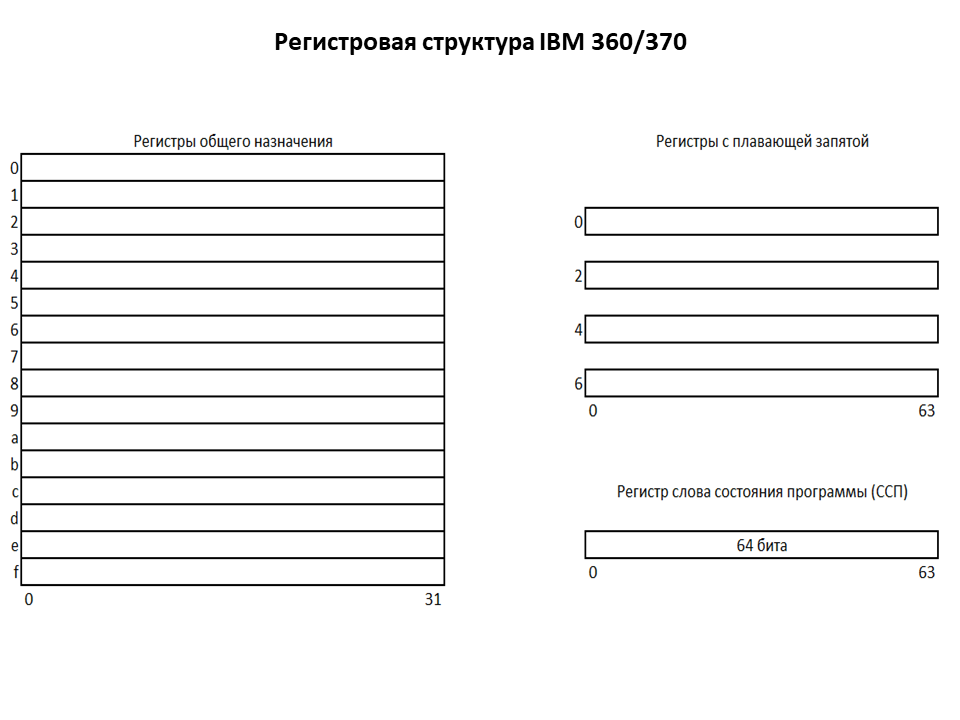 Регистровая структура IBM 360/370
Регистры общего назначения
0
1
2
3
4
5
6
7
8
9
a
b
c
d
e
f
0 31
Регистры с плавающей запятой
0
2
4
6
0 63
Регистр слова состояния программы (ССП)
64 бита
0 63